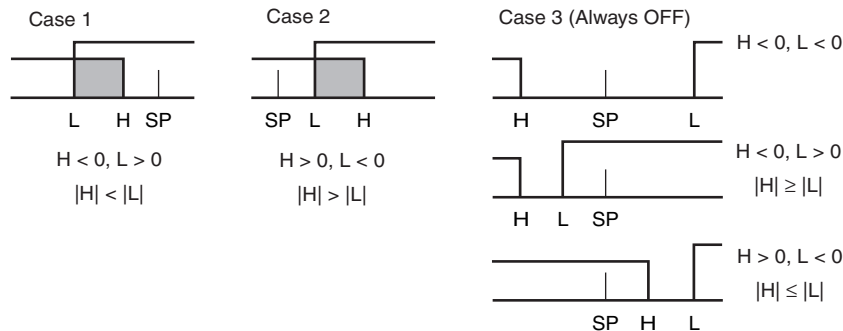 Case 1
L H SP
H < 0, L > 0
|H| < |L|
Case 2
SP L H
H > 0, L < 0
|H| > |L|
Case 3 (Always OFF)
H < 0, L < 0
H SP L
H < 0, L > 0
|H| ≥ |L|
H L SP
H > 0, L < 0
|H| ≤ |L|
SP H L